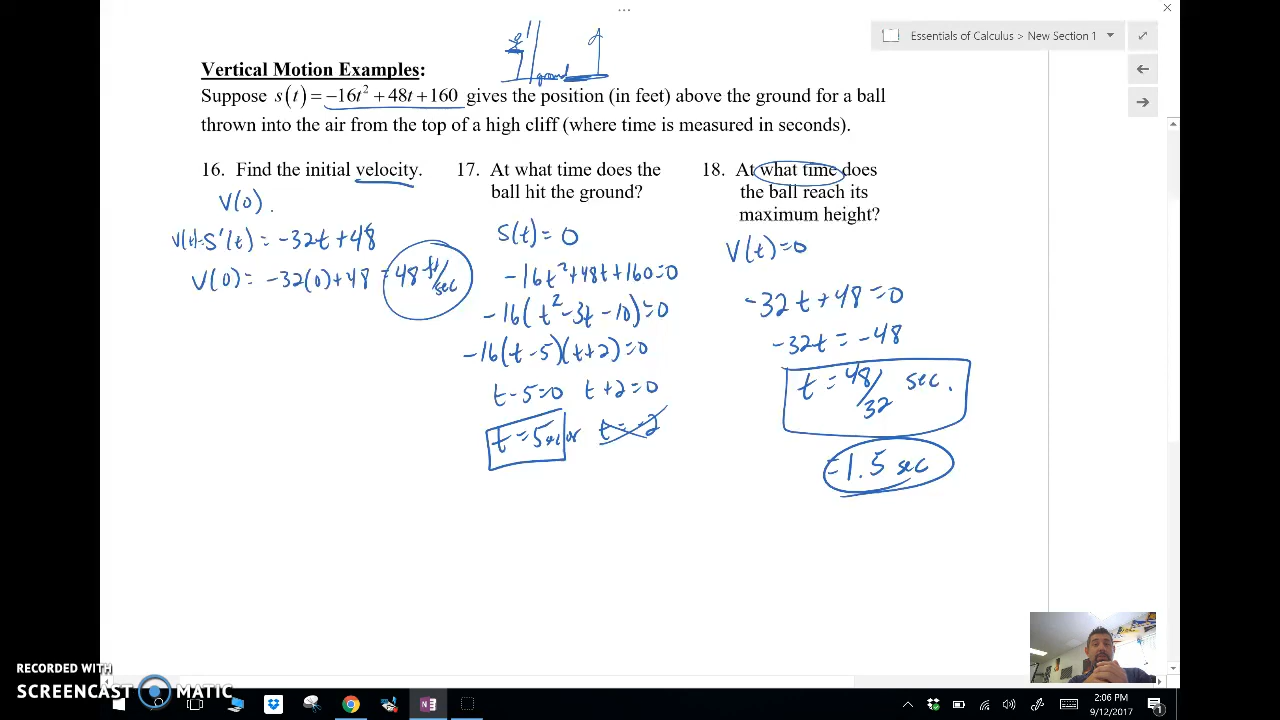 Essentials of Calculus > New Section 1
ground
Vertical Motion Examples:
Suppose s(t) = −16t² + 48t + 160 gives the position (in feet) above the ground for a ball
thrown into the air from the top of a high cliff (where time is measured in seconds).
16. Find the initial velocity.
V(0).
V(t)=S'(t) = -32t + 48
V(0) = -32(0)+48 = 48 ft/sec
17. At what time does the
ball hit the ground?
S(t) = 0
-16t²+48t+160=0
-16(t²-3t-10)=0
-16(t-5)(t+2)=0
t-5=0 t+2=0
t=5sec or t=-2
18. At what time does
the ball reach its
maximum height?
V(t)=0
-32t+48=0
-32t = -48
t = 48/32 sec.
=1.5 sec
RECORDED WITH
SCREENCAST MATIC
N
2:06 PM
9/12/2017
1